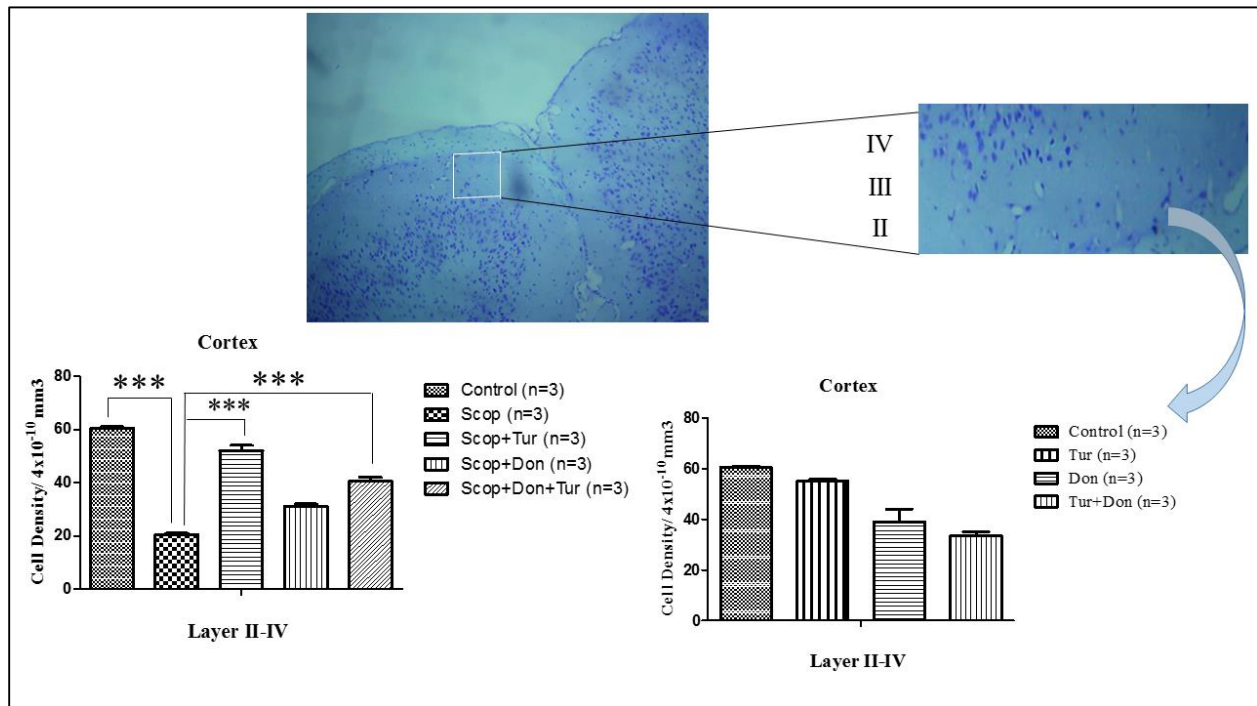 IV
III
II
Cortex
80
60
40
20
0
Cell Density/ 4x10⁻¹⁰ mm3
***
***
***
Layer II-IV
Control (n=3)
Scop (n=3)
Scop+Tur (n=3)
Scop+Don (n=3)
Scop+Don+Tur (n=3)
Cortex
80
60
40
20
0
Cell Density/ 4x10⁻¹⁰ mm3
Layer II-IV
Control (n=3)
Tur (n=3)
Don (n=3)
Tur+Don (n=3)